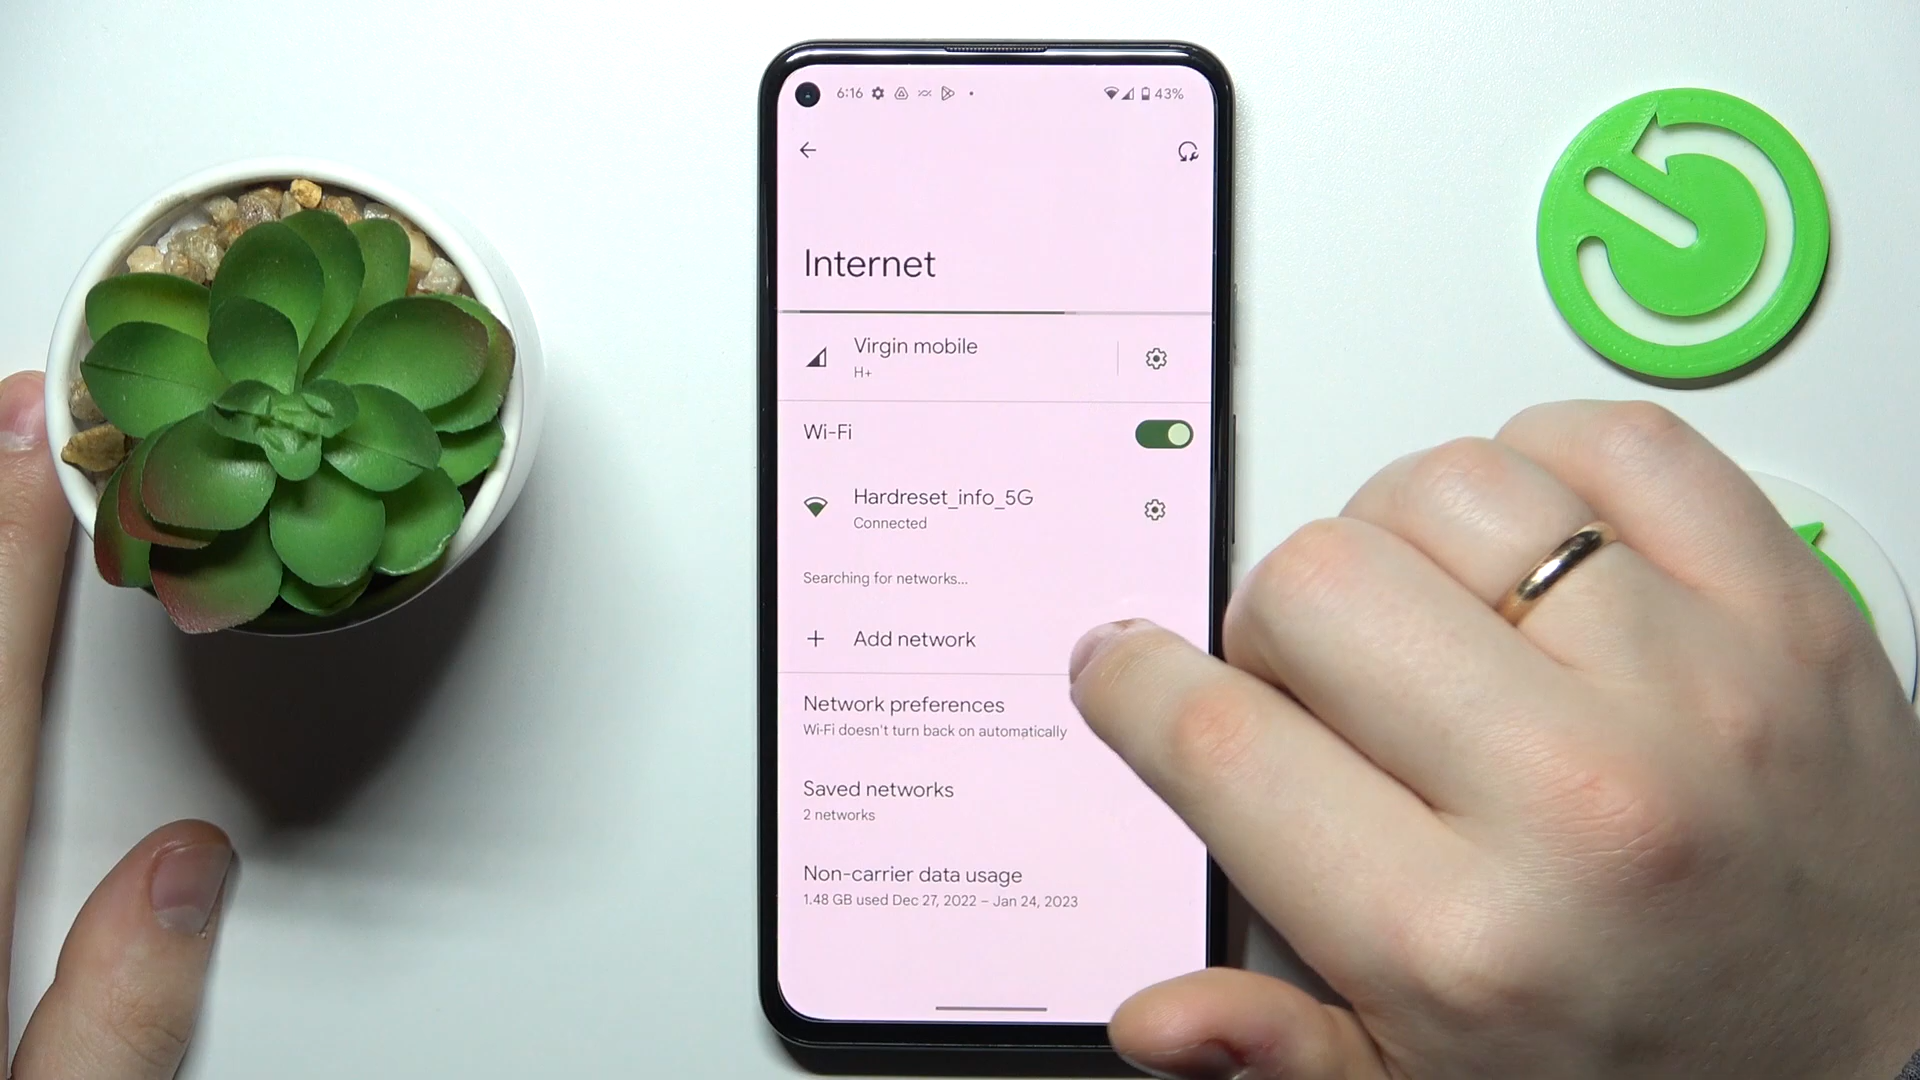 6:16
43%
Internet
Virgin mobile
H+
Wi-Fi
Hardreset_info_5G
Connected
Searching for networks...
Add network
Network preferences
Wi-Fi doesn't turn back on automatically
Saved networks
2 networks
Non-carrier data usage
1.48 GB used Dec 27, 2022 – Jan 24, 2023